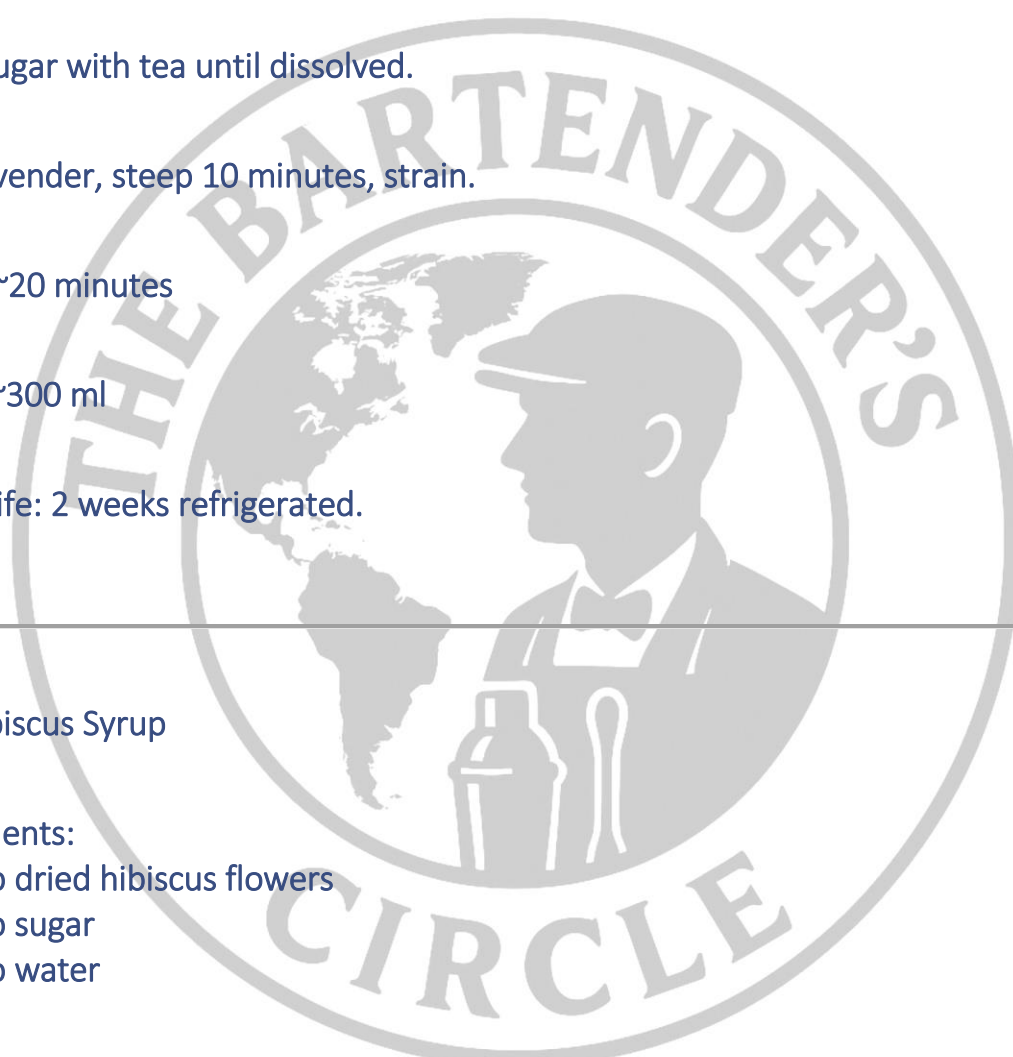 ugar with tea until dissolved.
vender, steep 10 minutes, strain.
~20 minutes
~300 ml
ife: 2 weeks refrigerated.
biscus Syrup
ients:
p dried hibiscus flowers
p sugar
p water
THE BARTENDER'S
CIRCLE